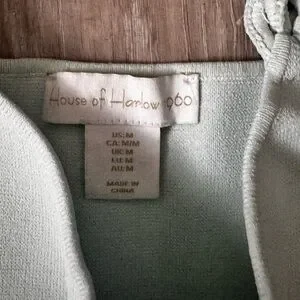 House of Harlow 1960
US: M
CA: M/M
UK: M
EU: M
AU: M
MADE IN
CHINA